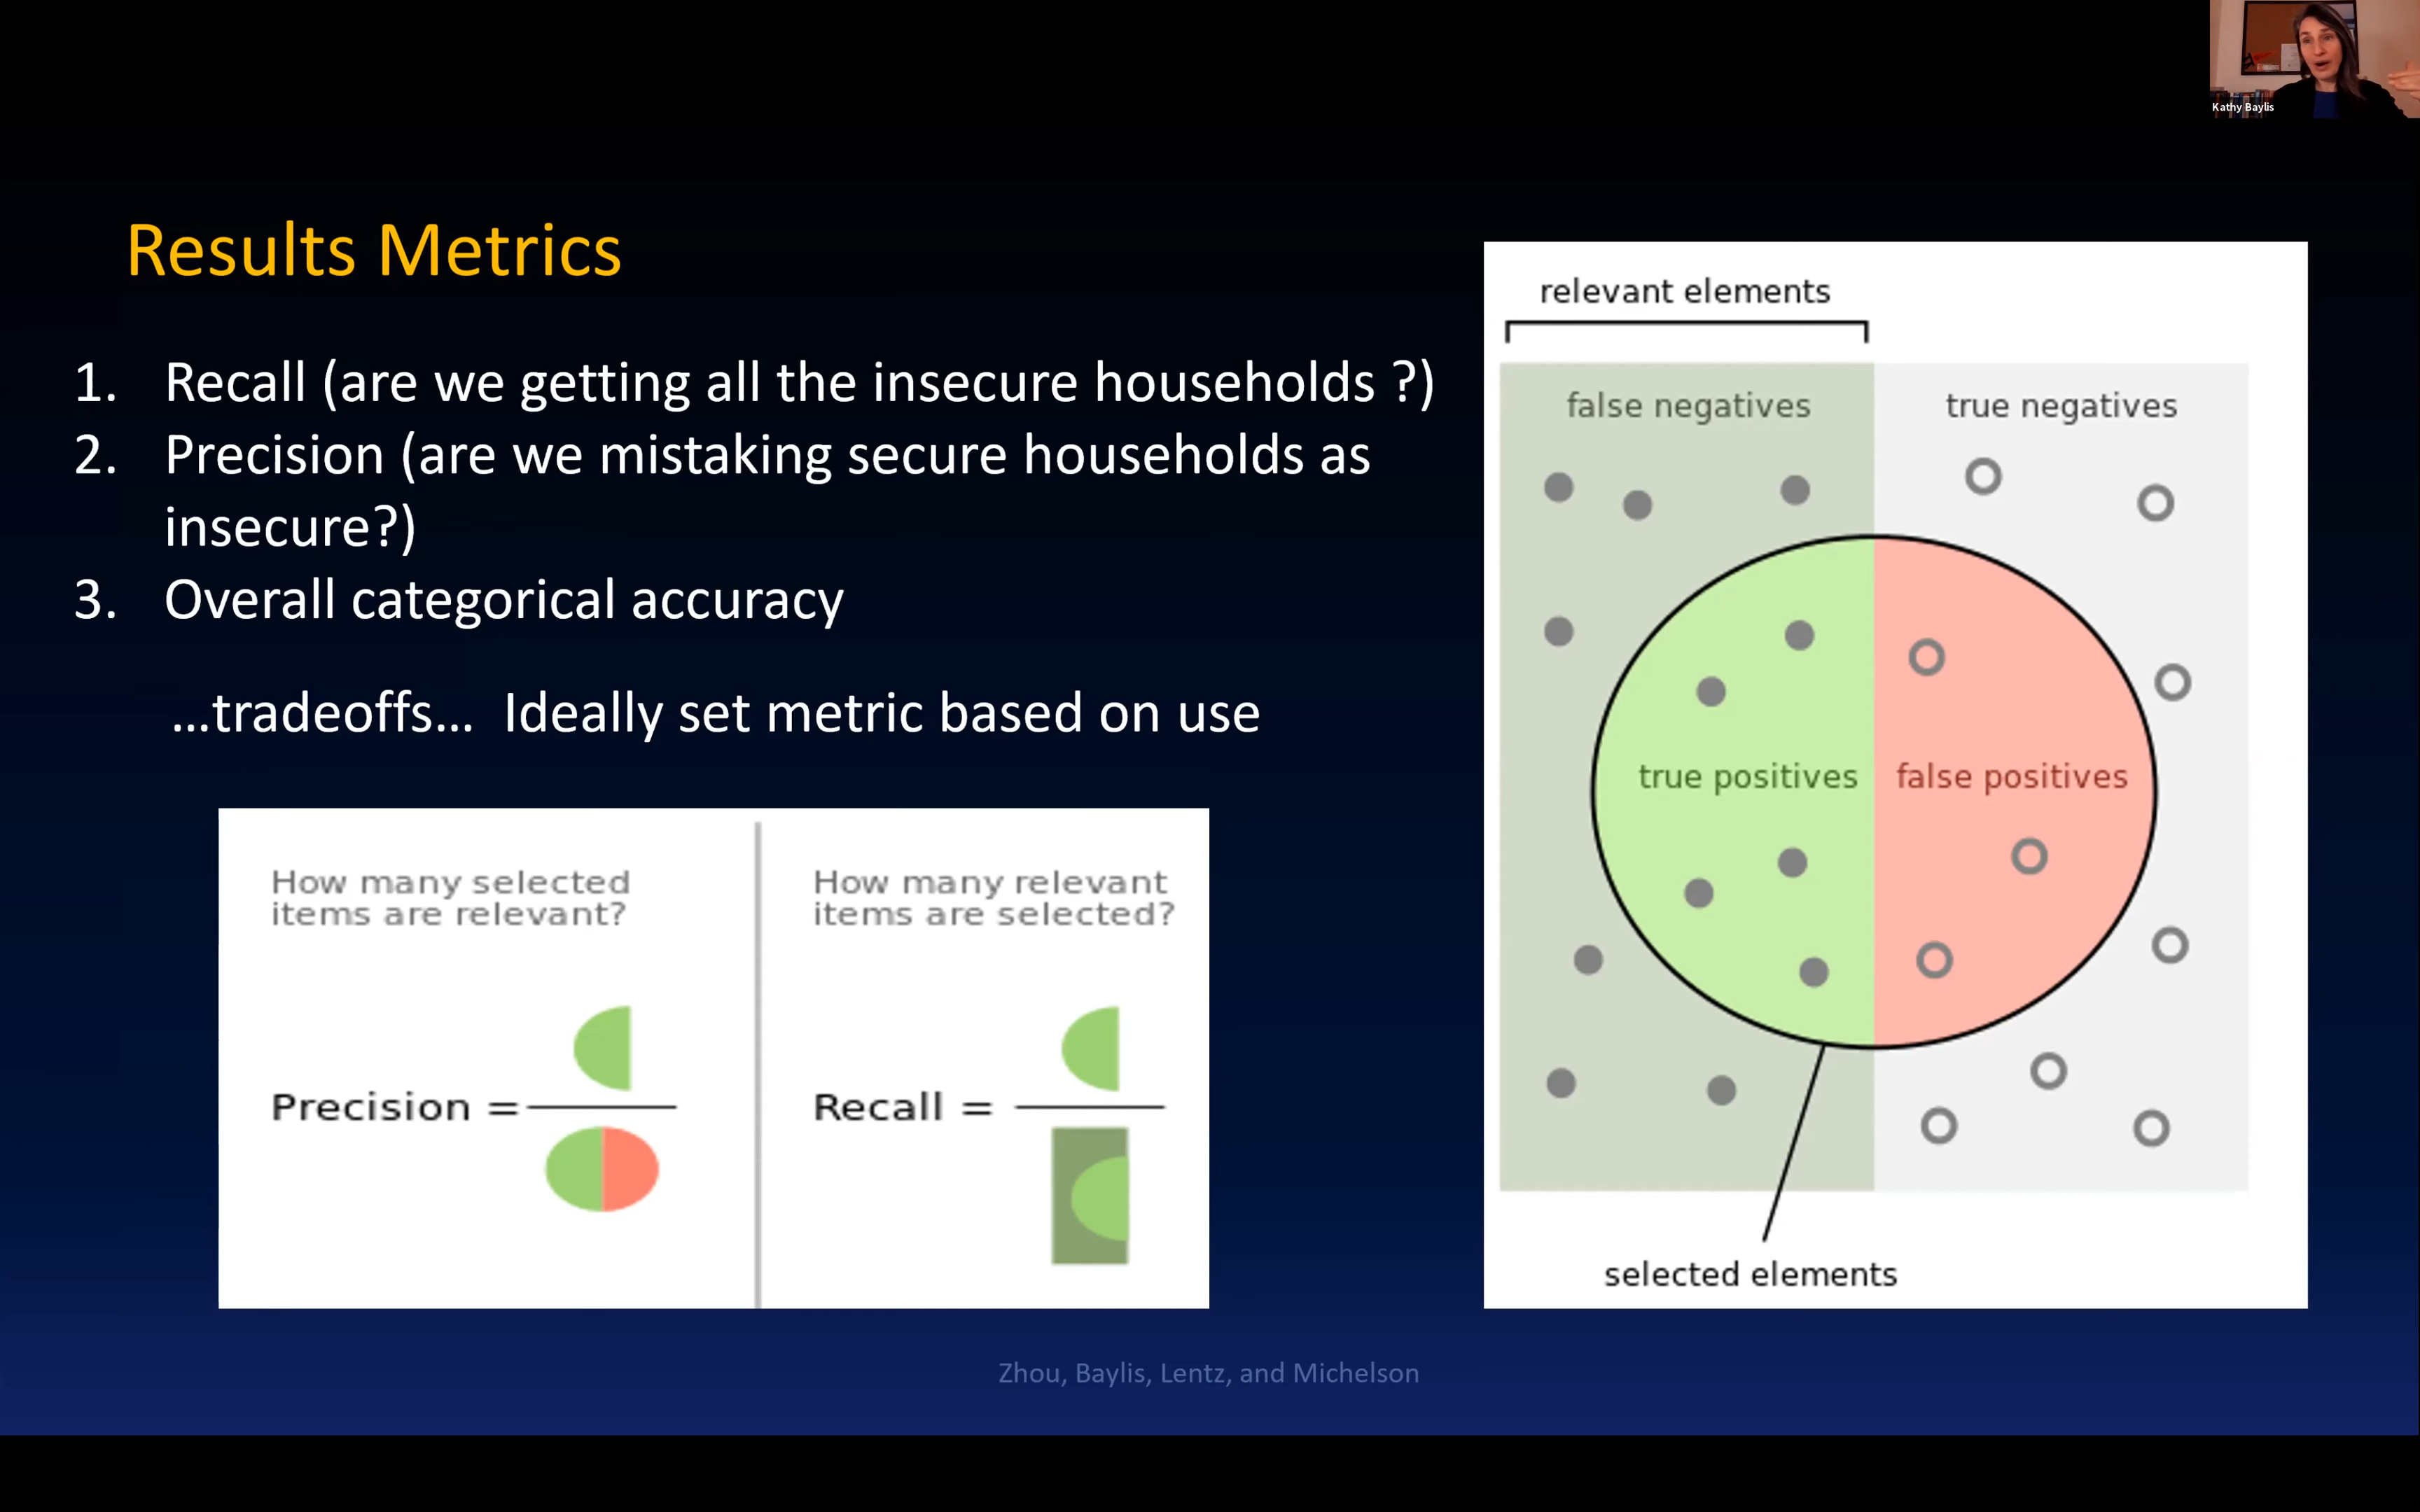 Kathy Baylis
Results Metrics
1. Recall (are we getting all the insecure households ?)
2. Precision (are we mistaking secure households as
insecure?)
3. Overall categorical accuracy
...tradeoffs... Ideally set metric based on use
How many selected
items are relevant?
Precision =
How many relevant
items are selected?
Recall =
relevant elements
false negatives
true negatives
true positives
false positives
selected elements
Zhou, Baylis, Lentz, and Michelson